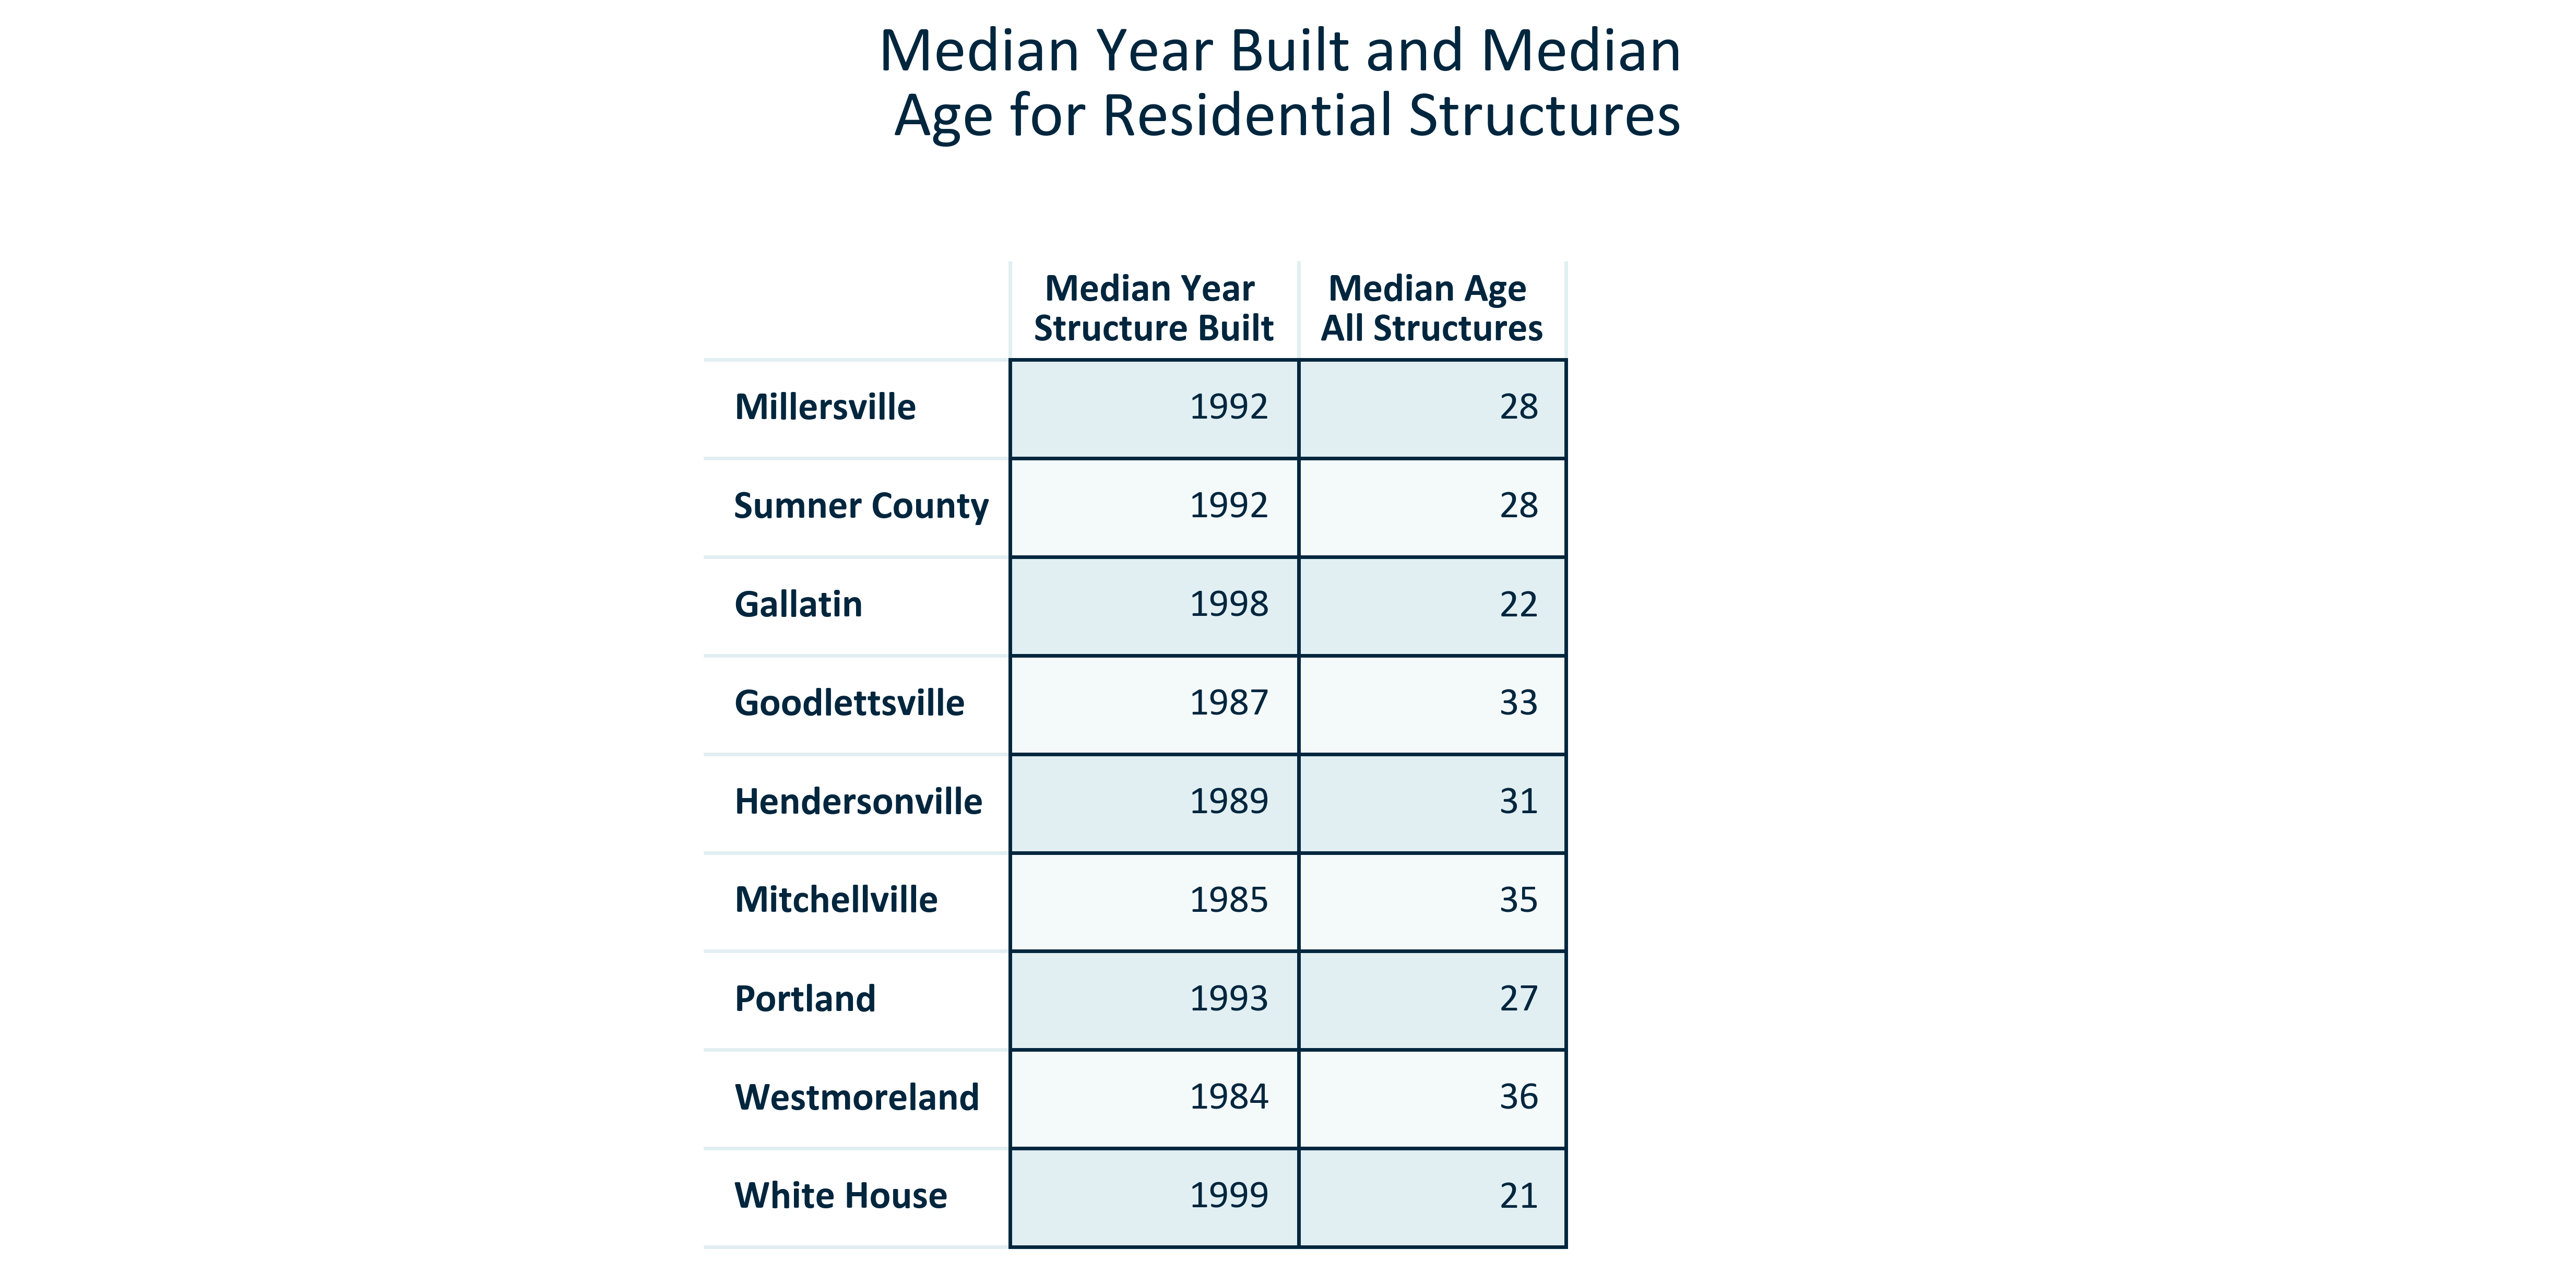 Median Year Built and Median
Age for Residential Structures
Median Year Median Age
Structure Built All Structures
Millersville 1992 28
Sumner County 1992 28
Gallatin 1998 22
Goodlettsville 1987 33
Hendersonville 1989 31
Mitchellville 1985 35
Portland 1993 27
Westmoreland 1984 36
White House 1999 21